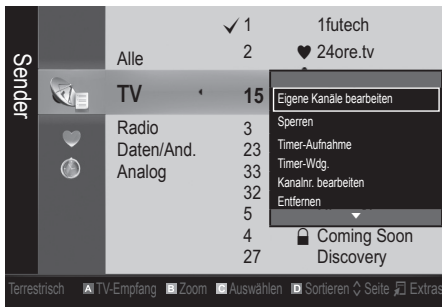 Sender
Alle
TV
Radio
Daten/And.
Analog
1 1futech
2 24ore.tv
15
3
23
33
32
5
4 Coming Soon
27 Discovery
Eigene Kanäle bearbeiten
Sperren
Timer-Aufnahme
Timer-Wdg.
Kanalnr. bearbeiten
Entfernen
Terrestrisch A TV-Empfang B Zoom C Auswählen D Sortieren Seite Extras